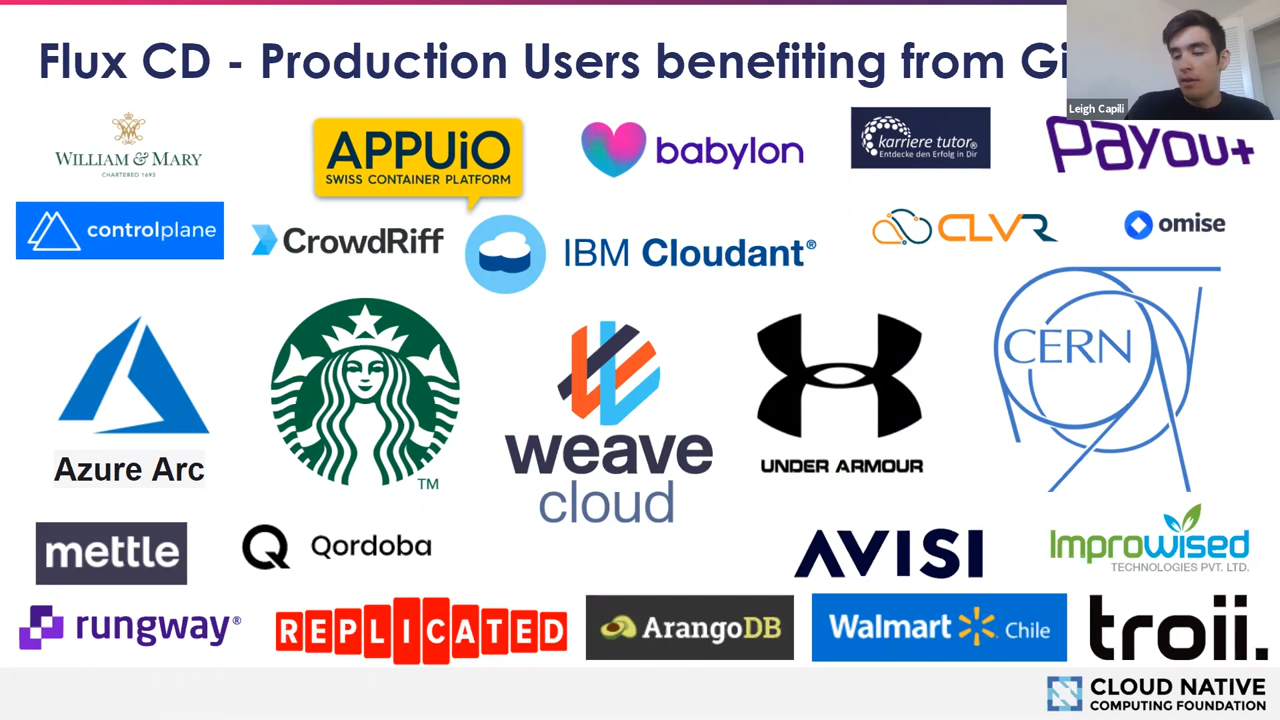 Flux CD - Production Users benefiting from Gi
Leigh Capili
WILLIAM & MARY
CHARTERED 1693
APPUiO
SWISS CONTAINER PLATFORM
babylon
karriere tutor®
Entdecke den Erfolg in Dir
Payou+
controlplane
CrowdRiff
IBM Cloudant®
CLVR
omise
Azure Arc
TM
weave
cloud
UNDER ARMOUR
CERN
mettle
Qordoba
AVISI
Improwised
TECHNOLOGIES PVT. LTD.
rungway®
REPLICATED
ArangoDB
Walmart Chile
troii.
CLOUD NATIVE
COMPUTING FOUNDATION